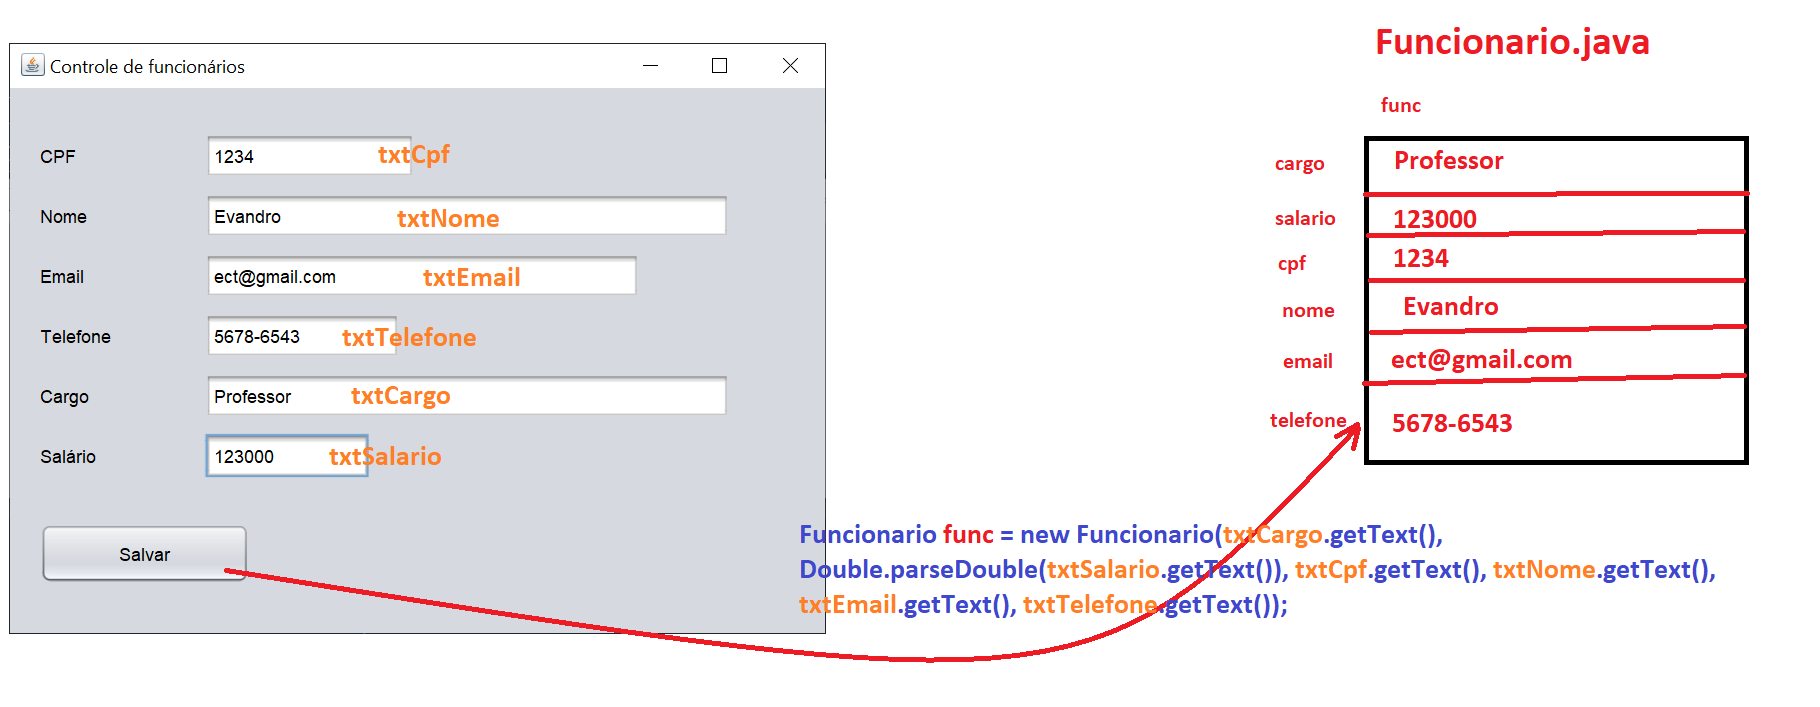 Controle de funcionários
CPF
1234
txtCpf
Nome
Evandro
txtNome
Email
ect@gmail.com
txtEmail
Telefone
5678-6543
txtTelefone
Cargo
Professor
txtCargo
Salário
123000
txtSalario
Salvar
Funcionario.java
func
cargo
Professor
salario
123000
cpf
1234
nome
Evandro
email
ect@gmail.com
telefone
5678-6543
Funcionario func = new Funcionario(txtCargo.getText(),
Double.parseDouble(txtSalario.getText()), txtCpf.getText(), txtNome.getText(),
txtEmail.getText(), txtTelefone.getText());